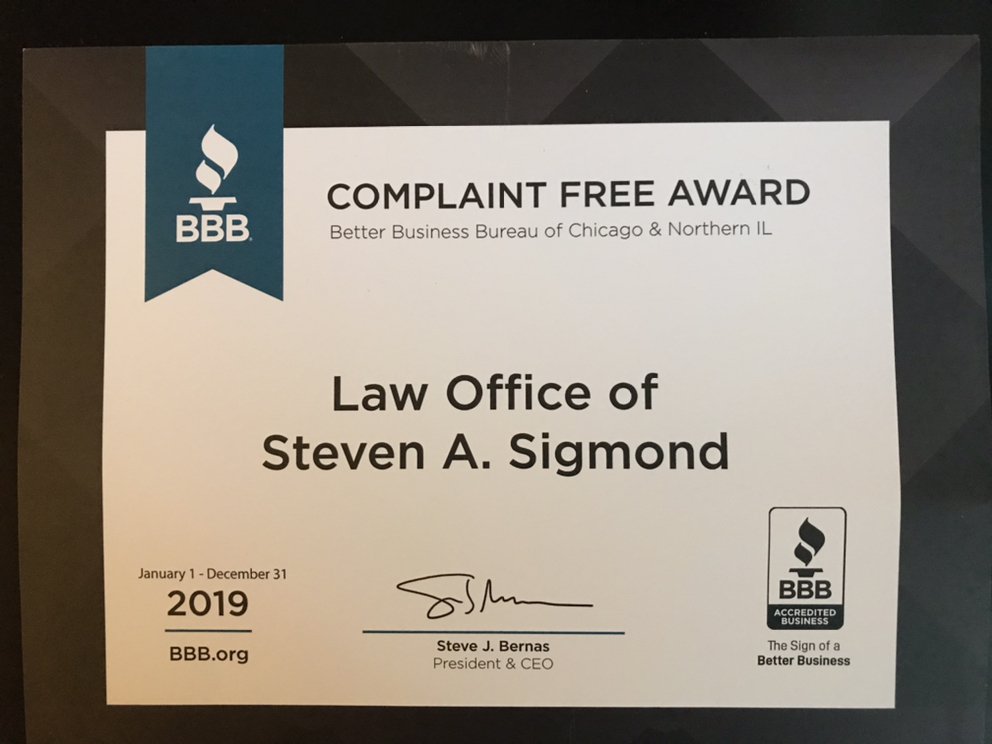 BBB
COMPLAINT FREE AWARD
Better Business Bureau of Chicago & Northern IL
Law Office of
Steven A. Sigmond
January 1 - December 31
2019
BBB.org
Steve J. Bernas
President & CEO
BBB
ACCREDITED
BUSINESS
The Sign of a
Better Business